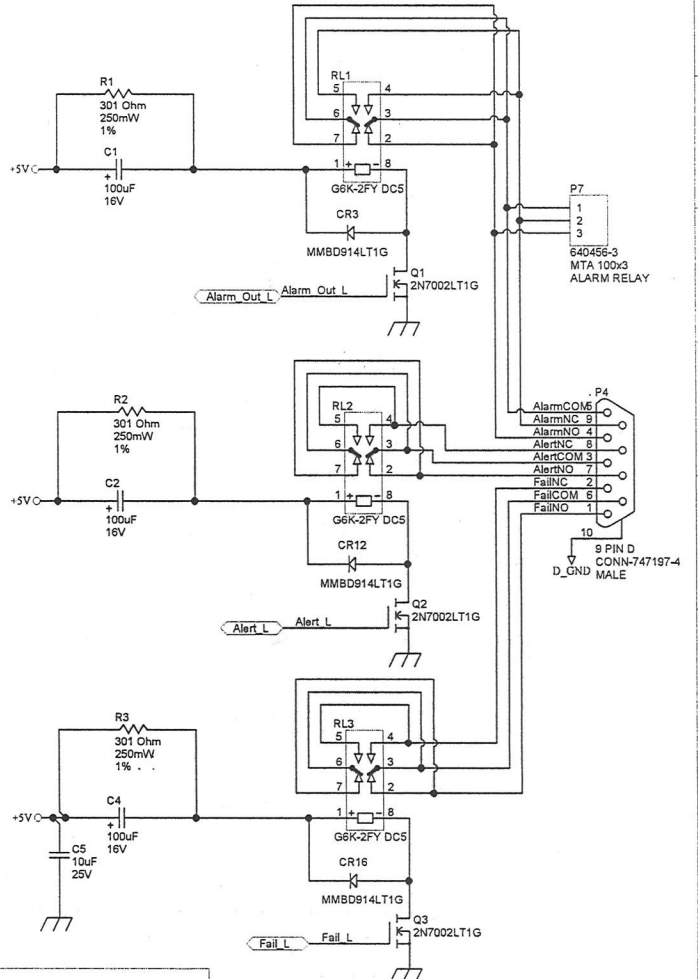 R1
301 Ohm
250mW
1%
C1
+5V
+
100uF
16V
RL1
5 4
6 3
7 2
1 + - 8
G6K-2FY DC5
CR3
MMBD914LT1G
Q1
2N7002LT1G
Alarm_Out_L Alarm_Out_L
P7
1
2
3
640456-3
MTA 100x3
ALARM RELAY
R2
301 Ohm
250mW
1%
C2
+5V
+
100uF
16V
RL2
5 4
6 3
7 2
1 + - 8
G6K-2FY DC5
CR12
MMBD914LT1G
Q2
2N7002LT1G
Alert_L Alert_L
P4
AlarmCOM 5
AlarmNC 9
AlarmNO 4
AlertNC 8
AlertCOM 3
AlertNO 7
FailNC 2
FailCOM 6
FailNO 1
10
D_GND
9 PIN D
CONN-747197-4
MALE
R3
301 Ohm
250mW
1%
C4
+5V
+
100uF
16V
C5
10uF
25V
RL3
5 4
6 3
7 2
1 + - 8
G6K-2FY DC5
CR16
MMBD914LT1G
Q3
2N7002LT1G
Fail_L Fail_L